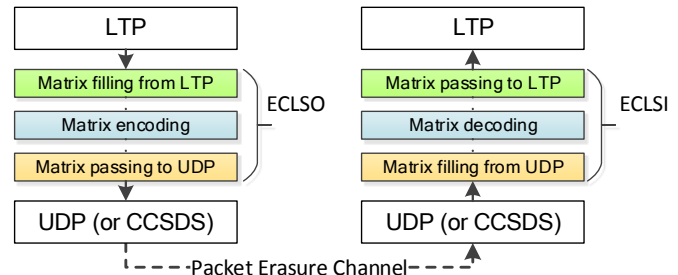 LTP
Matrix filling from LTP
Matrix encoding
Matrix passing to UDP
ECLSO
UDP (or CCSDS)
LTP
Matrix passing to LTP
Matrix decoding
Matrix filling from UDP
ECLSI
UDP (or CCSDS)
Packet Erasure Channel